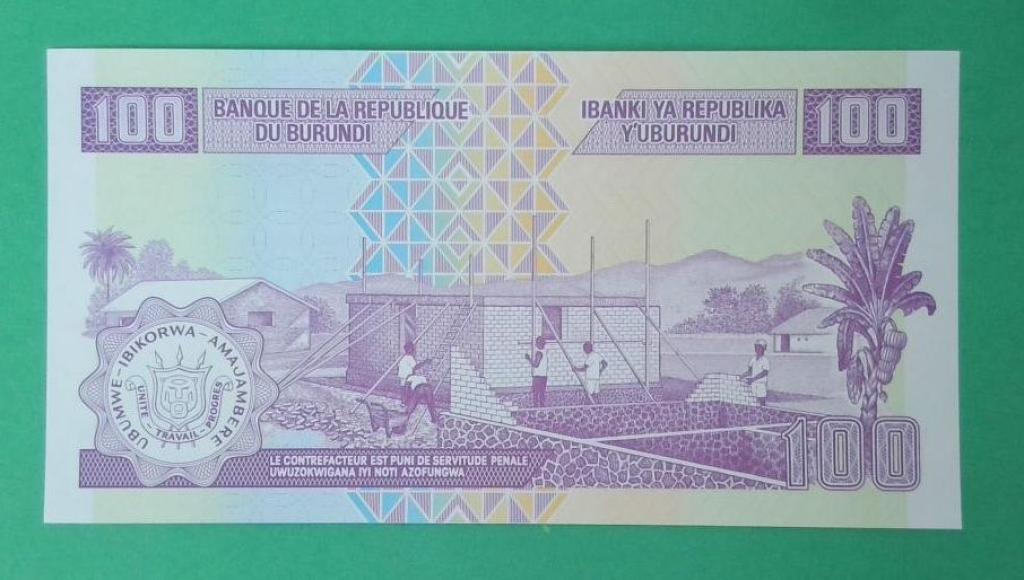 100
BANQUE DE LA REPUBLIQUE
DU BURUNDI
IBANKI YA REPUBLIKA
Y'UBURUNDI
100
UBUMWE-IBIKORWA-AMAJAMBERE
UNITE - TRAVAIL - PROGRES
LE CONTREFACTEUR EST PUNI DE SERVITUDE PENALE
UWUZOKWIGANA IYI NOTI AZOFUNGWA
100